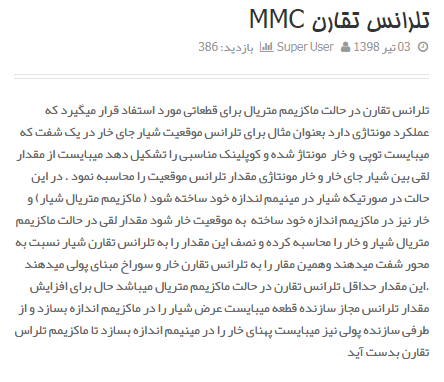 تلرانس تقارن MMC
03 تیر 1398 Super User بازدید: 386
تلرانس تقارن در حالت ماکزیمم متریال برای قطعاتی مورد استفاد قرار میگیرد که
عملکرد مونتاژی دارد بعنوان مثال برای تلرانس موقعیت شیار جای خار در یک شفت که
میبایست توپی و خار مونتاژ شده و کوپلینک مناسبی را تشکیل دهد میبایست از مقدار
لقی بین شیار جای خار و خار مونتاژی مقدار تلرانس موقعیت را محاسبه نمود . در این
حالت در صورتیکه شیار در مینیمم لندازه خود ساخته شود ( ماکزیمم متریال شیار) و
خار نیز در ماکزیمم اندازه خود ساخته به موقعیت خار شود مقدار لقی در حالت ماکزیمم
متریال شیار و خار را محاسبه کرده و نصف این مقدار را به تلرانس تقارن شیار نسبت به
محور شفت میدهند وهمین مقار را به تلرانس تقارن خار و سوراخ مبنای پولی میدهند
.این مقدار حداقل تلرانس تقارن در حالت ماکزیمم متریال میباشد حال برای افزایش
مقدار تلرانس مجاز سازنده قطعه میبایست عرض شیار را در ماکزیمم اندازه بسازد و از
طرفی سازنده پولی نیز میبایست پهنای خار را در مینیمم اندازه بسازد تا ماکزیمم تلراس
تقارن بدست آید